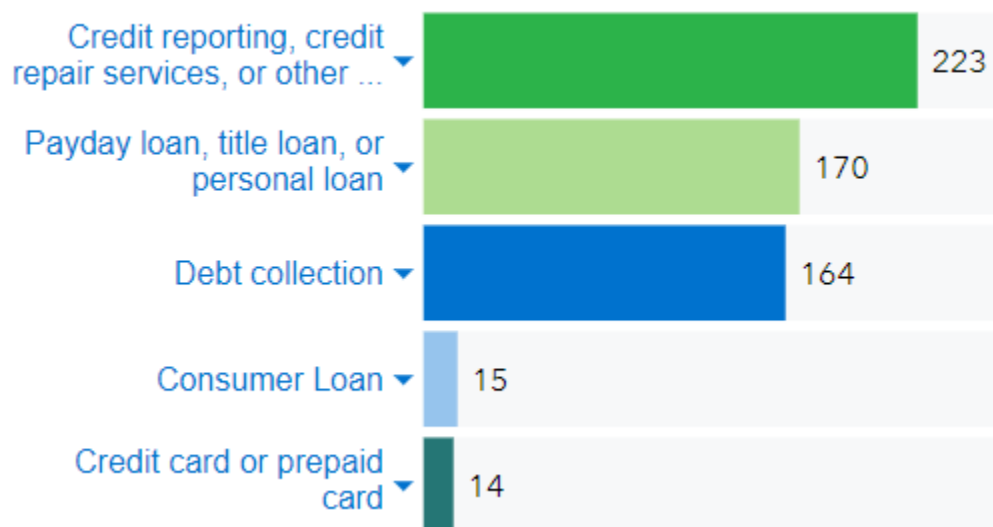 Credit reporting, credit
repair services, or other ...
223
Payday loan, title loan, or
personal loan
170
Debt collection
164
Consumer Loan
15
Credit card or prepaid
card
14